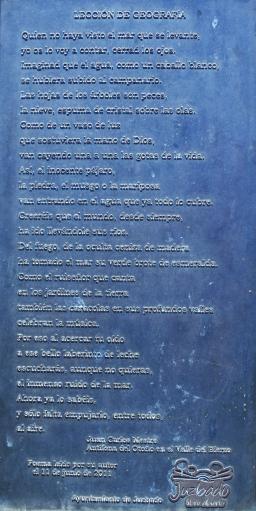 LECCIÓN DE GEOGRAFÍA
Quien no haya visto el mar que se levante,
yo os lo voy a contar, cerrad los ojos.
Imaginad que el agua, como un caballo blanco,
se hubiera subido al campanario.
Las hojas de los árboles son peces,
la nieve, espuma de cristal sobre las olas.
Como de un vaso de luz
que sostuviera la mano de Dios,
van cayendo una a una las gotas de la vida.
Así, el inocente pájaro,
la piedra, el musgo o la mariposa
van entrando en el agua que ya todo lo cubre.
Creeréis que el mundo, desde siempre,
ha ido llevándole sus ríos.
Del fuego, de la oculta ceniza de madera
ha tomado el mar su verde brote de esmeralda.
Como el ruiseñor que canta
en los jardines de la tierra
también las caracolas en sus profundos valles
celebran la música.
Por eso al acercar tu oído
a ese bello laberinto de leche
escucharás, aunque no quieras,
el inmenso ruido de la mar.
Ahora ya lo sabéis,
y sólo falta empujarlo, entre todos,
al aire.
Juan Carlos Mestre
Antífona del Otoño en el Valle del Bierzo
Poema leído por su autor
el 11 de junio de 2011
Ayuntamiento de Juzbado
Juzbado